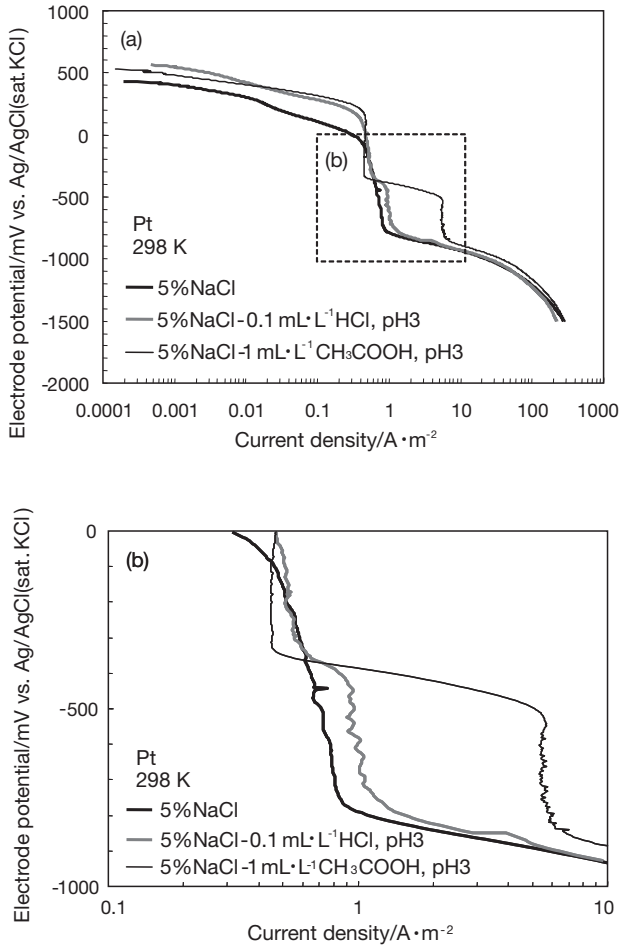 1000
500
0
-500
-1000
-1500
-2000
Electrode potential/mV vs. Ag/AgCl(sat.KCl)
(a)
(b)
Pt
298 K
5%NaCl
5%NaCl-0.1 mL•L⁻¹HCl, pH3
5%NaCl-1 mL•L⁻¹CH₃COOH, pH3
0.0001 0.001 0.01 0.1 1 10 100 1000
Current density/A•m⁻²
0
-500
-1000
Electrode potential/mV vs. Ag/AgCl(sat.KCl)
(b)
Pt
298 K
5%NaCl
5%NaCl-0.1 mL•L⁻¹HCl, pH3
5%NaCl-1 mL•L⁻¹CH₃COOH, pH3
0.1 1 10
Current density/A•m⁻²